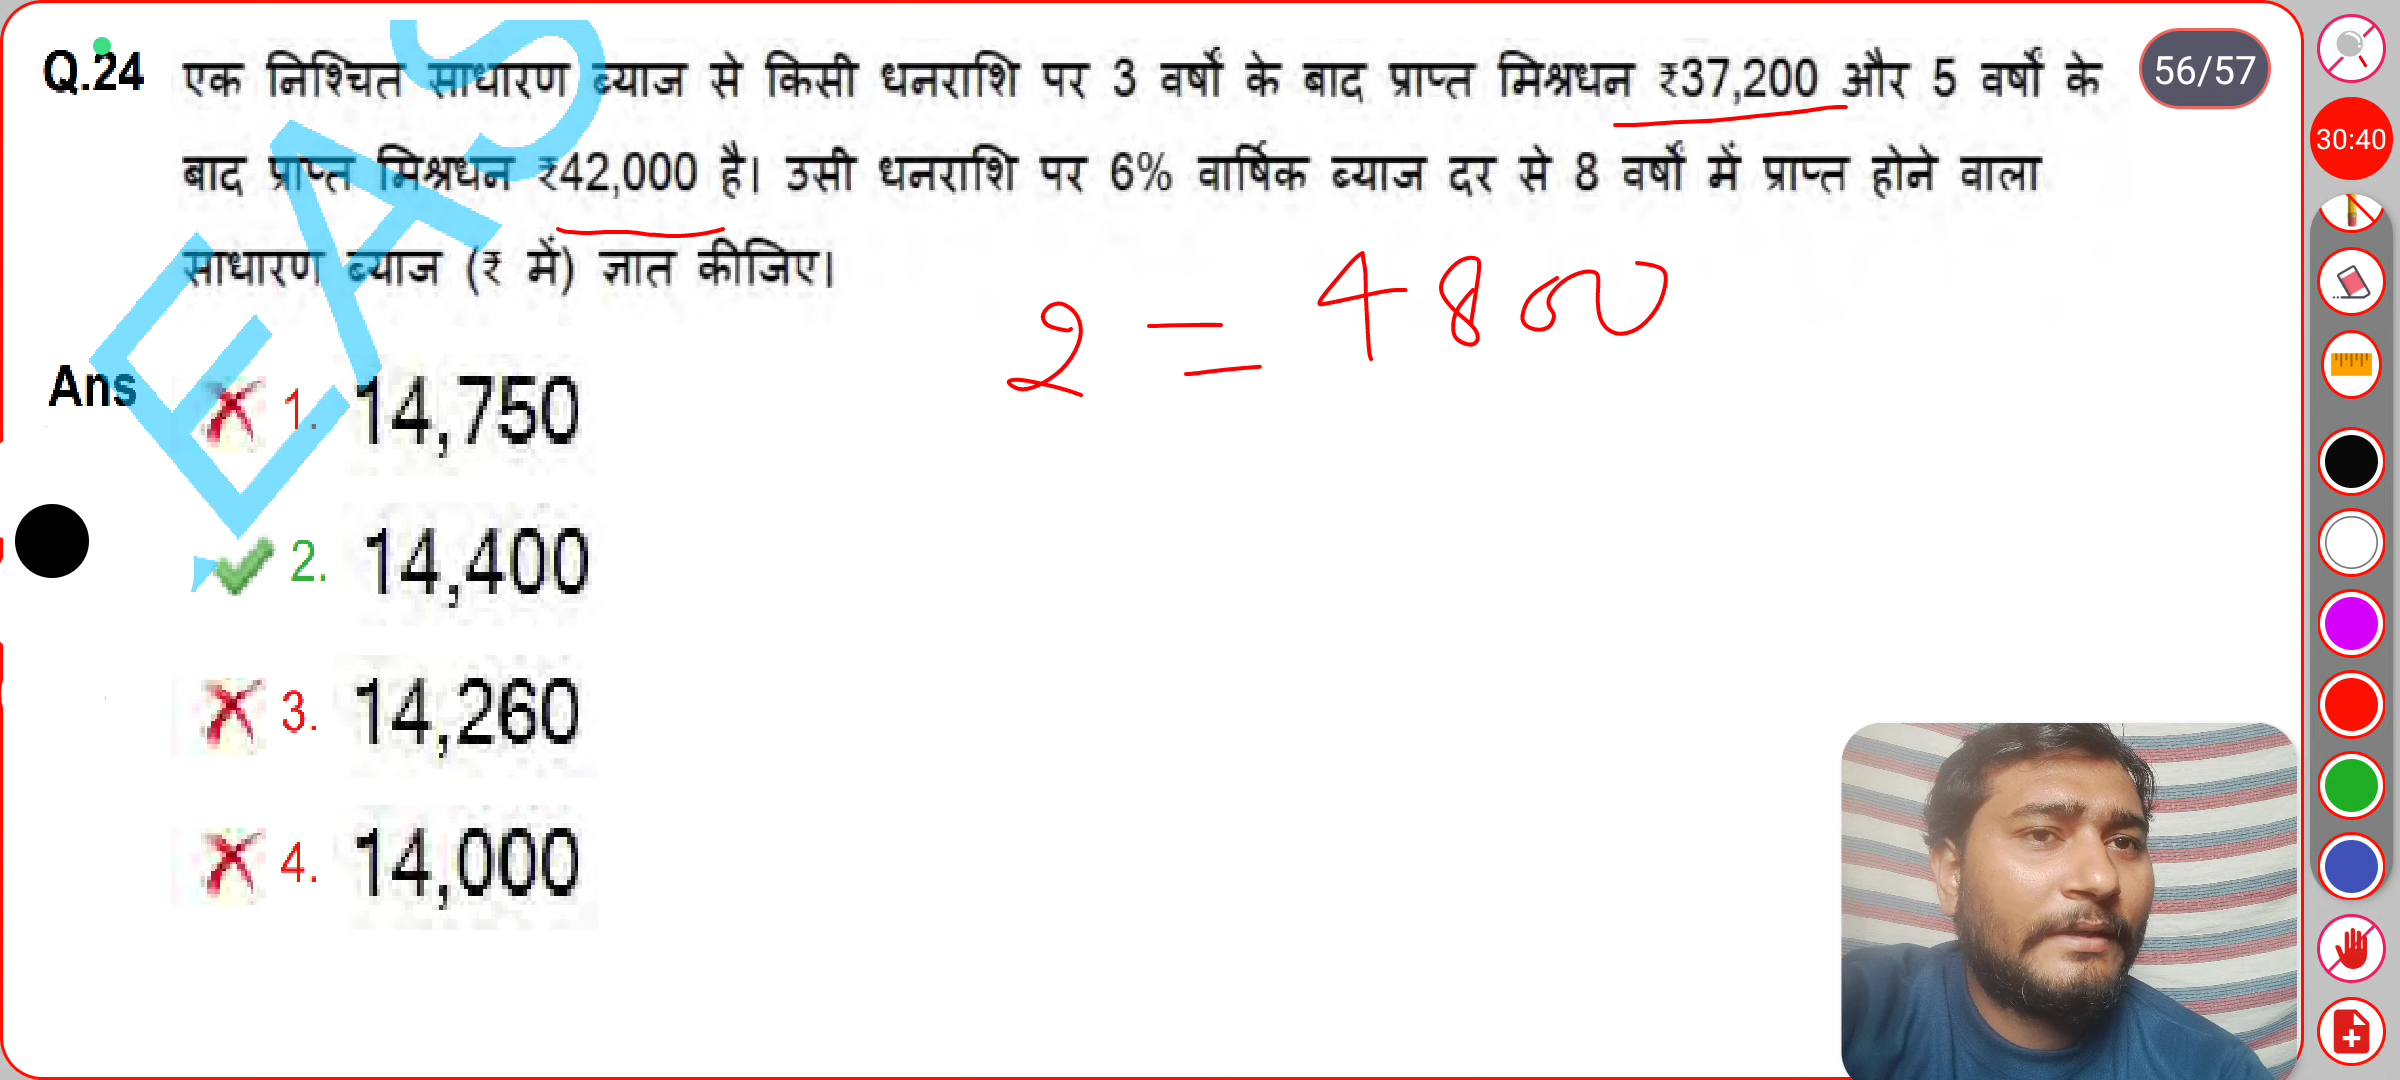 Q.24 एक निश्चित साधारण ब्याज से किसी धनराशि पर 3 वर्षों के बाद प्राप्त मिश्रधन ₹37,200 और 5 वर्षों के
बाद प्राप्त मिश्रधन ₹42,000 है। उसी धनराशि पर 6% वार्षिक ब्याज दर से 8 वर्षों में प्राप्त होने वाला
साधारण ब्याज (₹ में) ज्ञात कीजिए।
56/57
30:40
2 = 4800
Ans 1. 14,750
2. 14,400
3. 14,260
4. 14,000
EAS